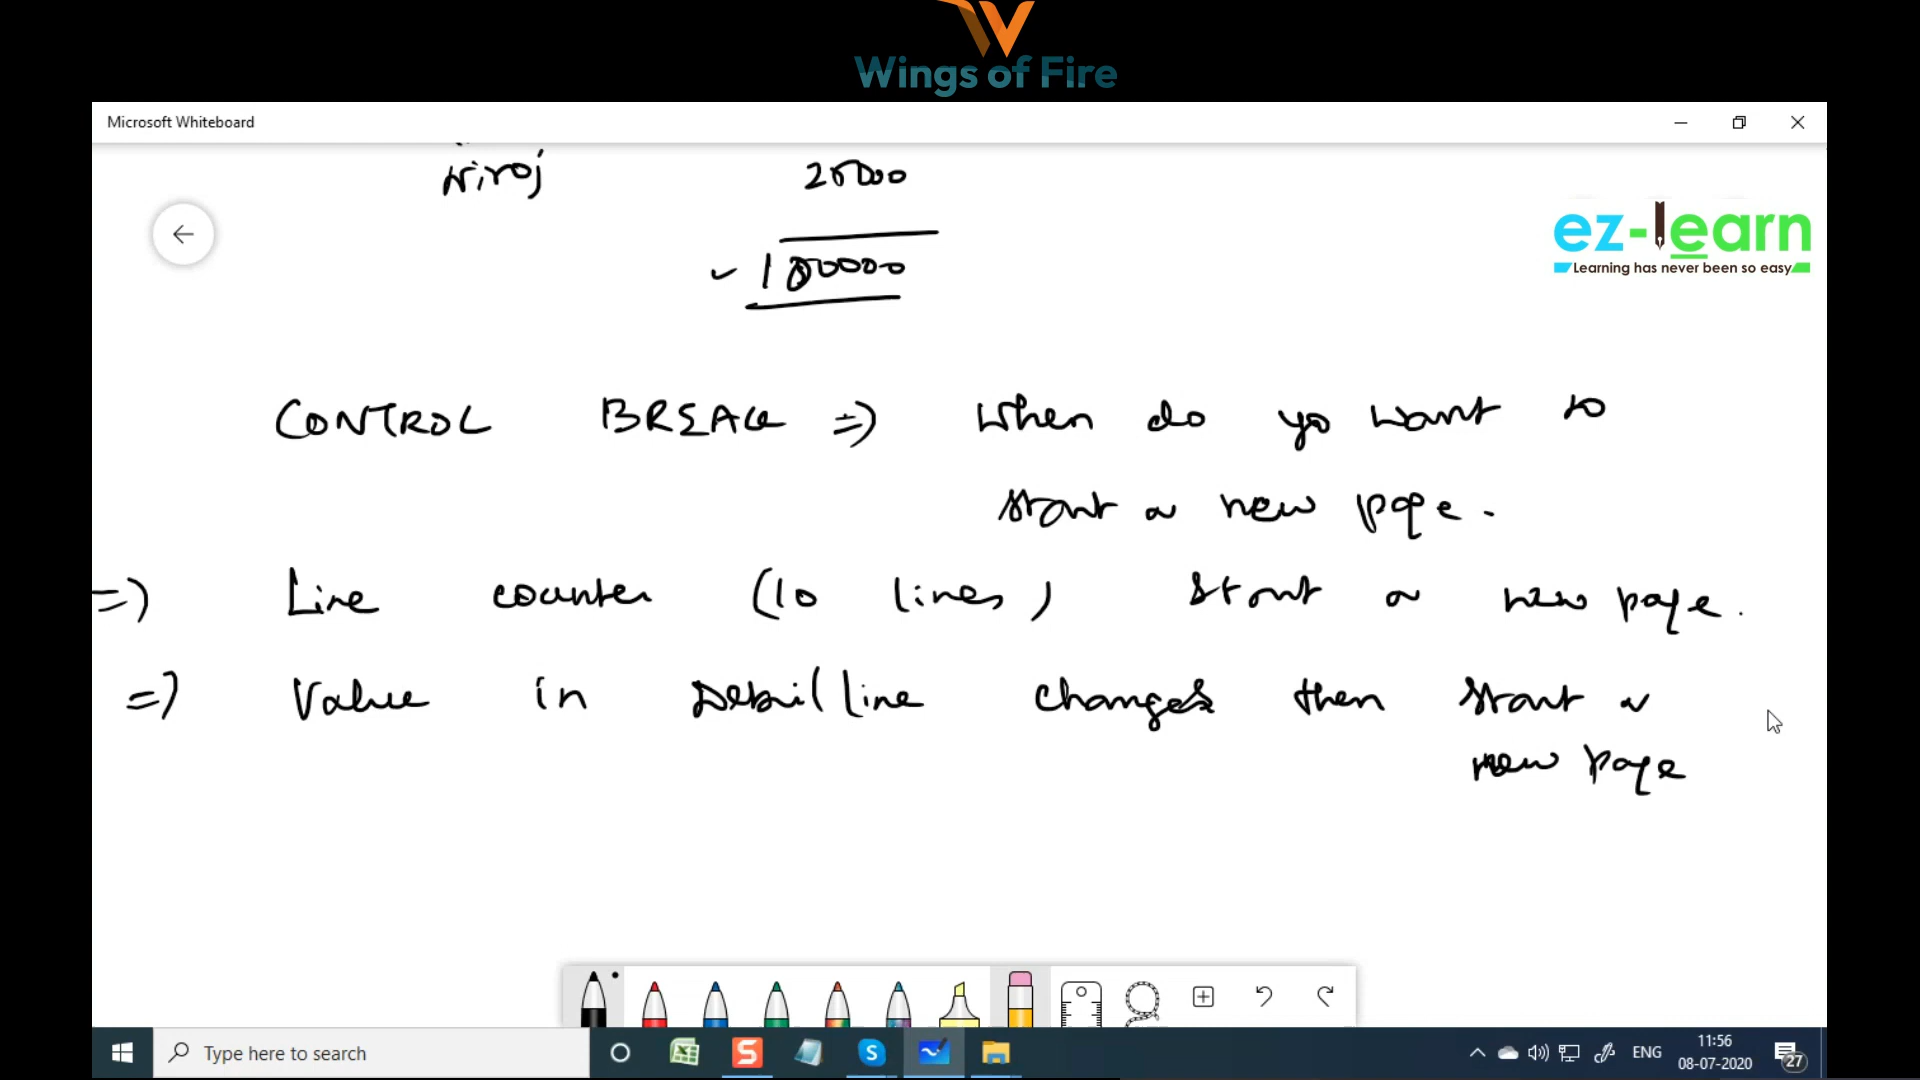 Wings of Fire
Microsoft Whiteboard
Niroj 20000
100000
ez-learn
Learning has never been so easy
CONTROL BREAK => When do yo want to
start a new page.
=> Line counter (10 lines) start a new page.
=> Value in Detail line changes then start a
new page
Type here to search
ENG
11:56
08-07-2020
27